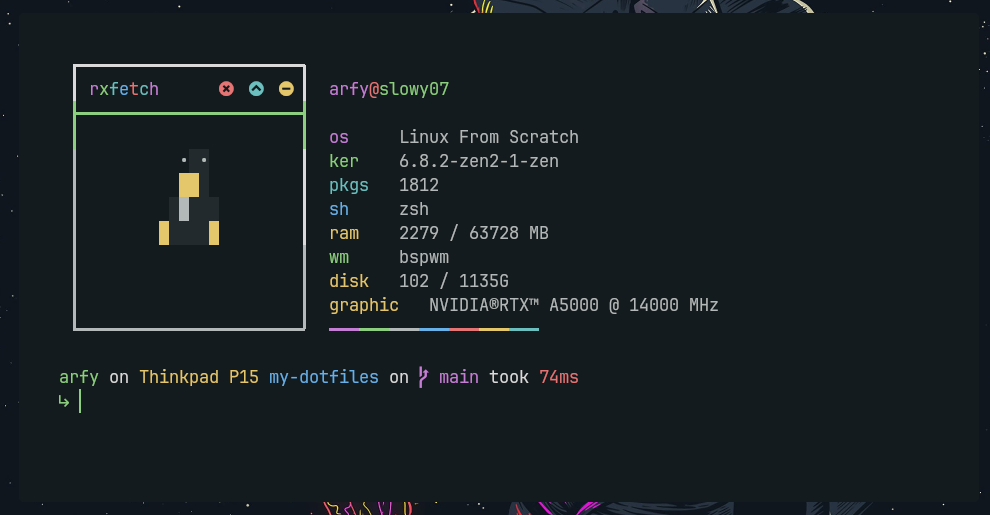 rxfetch
arfy@slowy07
os Linux From Scratch
ker 6.8.2-zen2-1-zen
pkgs 1812
sh zsh
ram 2279 / 63728 MB
wm bspwm
disk 102 / 1135G
graphic NVIDIA®RTX™ A5000 @ 14000 MHz
arfy on Thinkpad P15 my-dotfiles on main took 74ms
↳